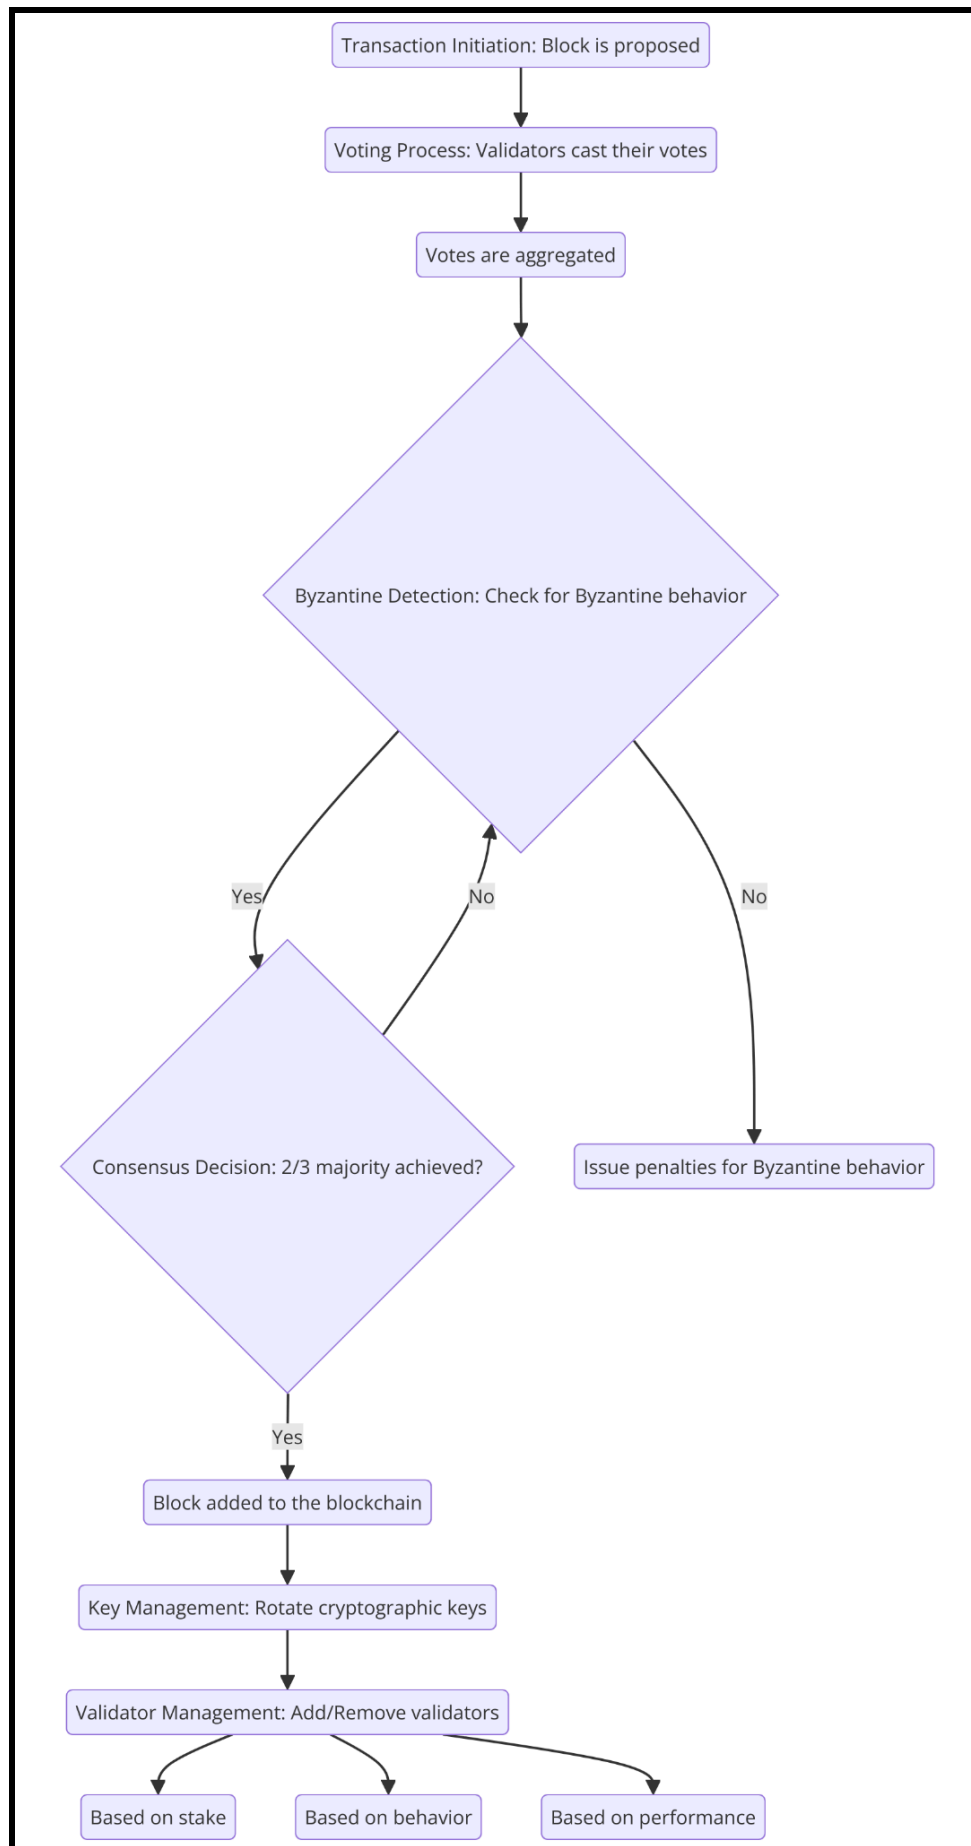 Transaction Initiation: Block is proposed
Voting Process: Validators cast their votes
Votes are aggregated
Byzantine Detection: Check for Byzantine behavior
Yes
No
No
Consensus Decision: 2/3 majority achieved?
Issue penalties for Byzantine behavior
Yes
Block added to the blockchain
Key Management: Rotate cryptographic keys
Validator Management: Add/Remove validators
Based on stake
Based on behavior
Based on performance